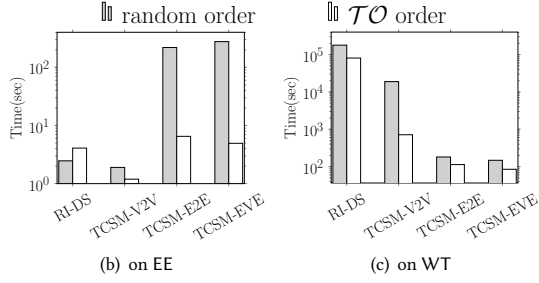 random order
𝒯𝒪 order
Time(sec)
10²
10¹
10⁰
RI-DS
TCSM-V2V
TCSM-E2E
TCSM-EVE
(b) on EE
Time(sec)
10⁵
10⁴
10³
10²
RI-DS
TCSM-V2V
TCSM-E2E
TCSM-EVE
(c) on WT